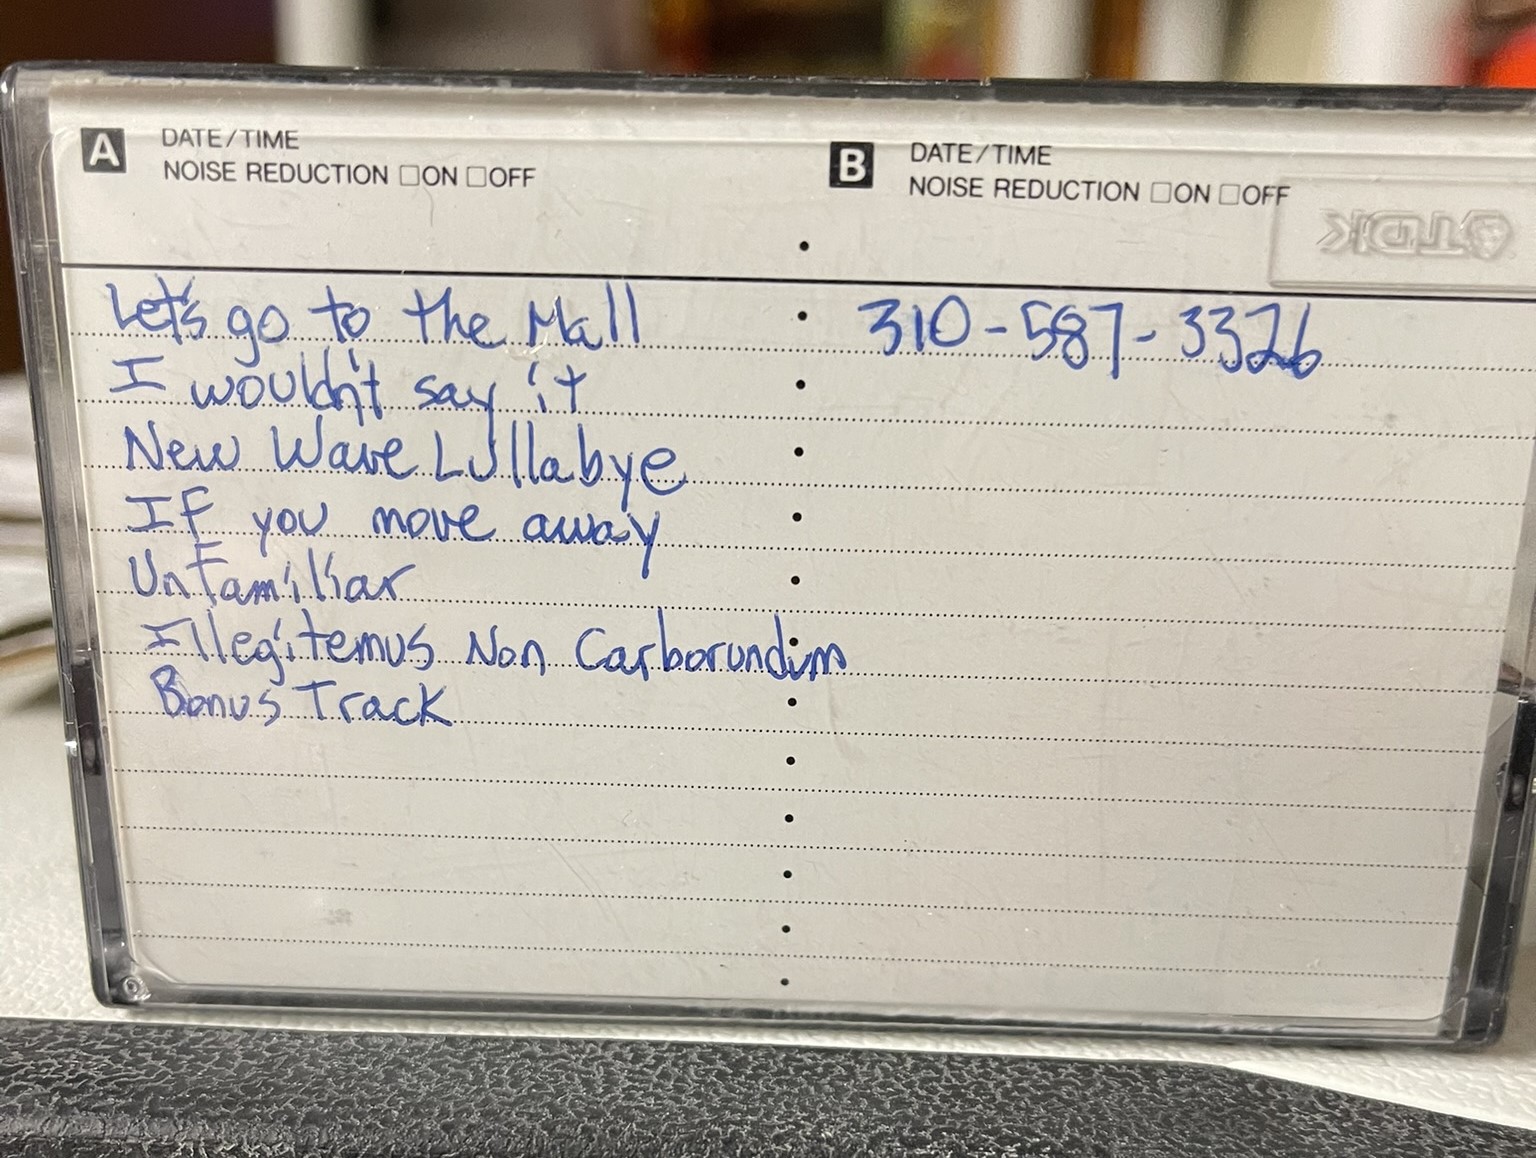 A DATE/TIME
NOISE REDUCTION □ON □OFF
B DATE/TIME
NOISE REDUCTION □ON □OFF
TDK
Let's go to the Mall
I wouldn't say it
New Wave Lullabye
If you move away
Unfamiliar
Illegitemus Non Carborundum
Bonus Track
310-587-3326